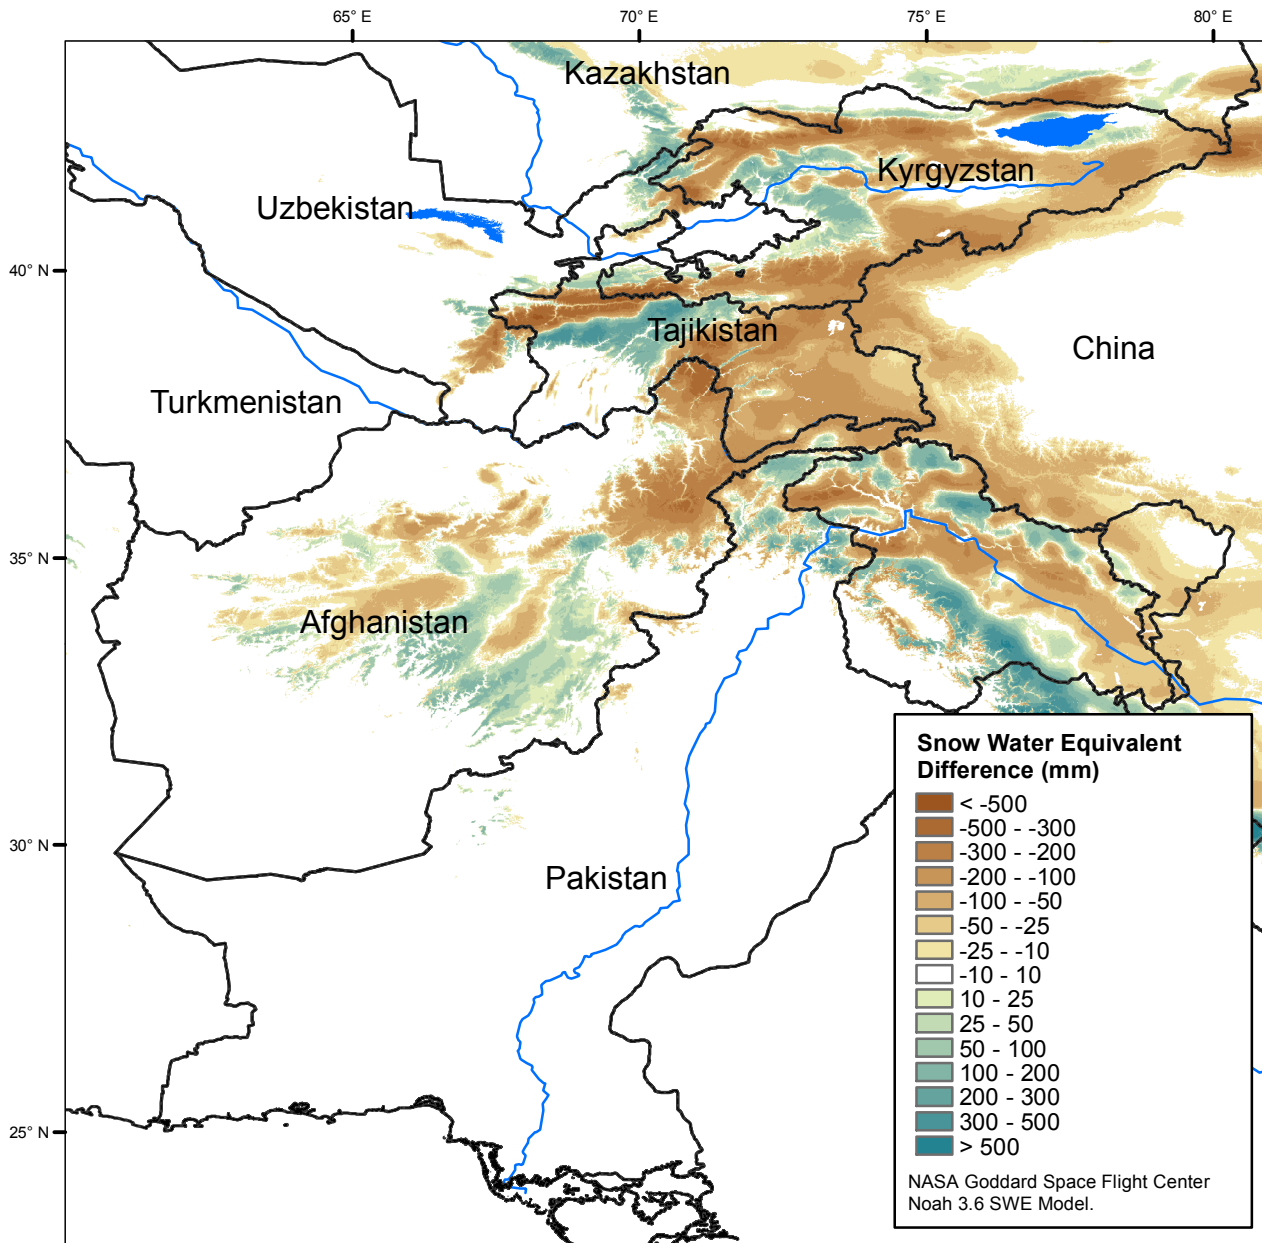 65° E
70° E
75° E
80° E
Kazakhstan
Kyrgyzstan
Uzbekistan
40° N
Tajikistan
China
Turkmenistan
35° N
Afghanistan
Snow Water Equivalent
Difference (mm)
< -500
-500 - -300
-300 - -200
-200 - -100
-100 - -50
-50 - -25
-25 - -10
-10 - 10
10 - 25
25 - 50
50 - 100
100 - 200
200 - 300
300 - 500
> 500
30° N
Pakistan
25° N
NASA Goddard Space Flight Center
Noah 3.6 SWE Model.